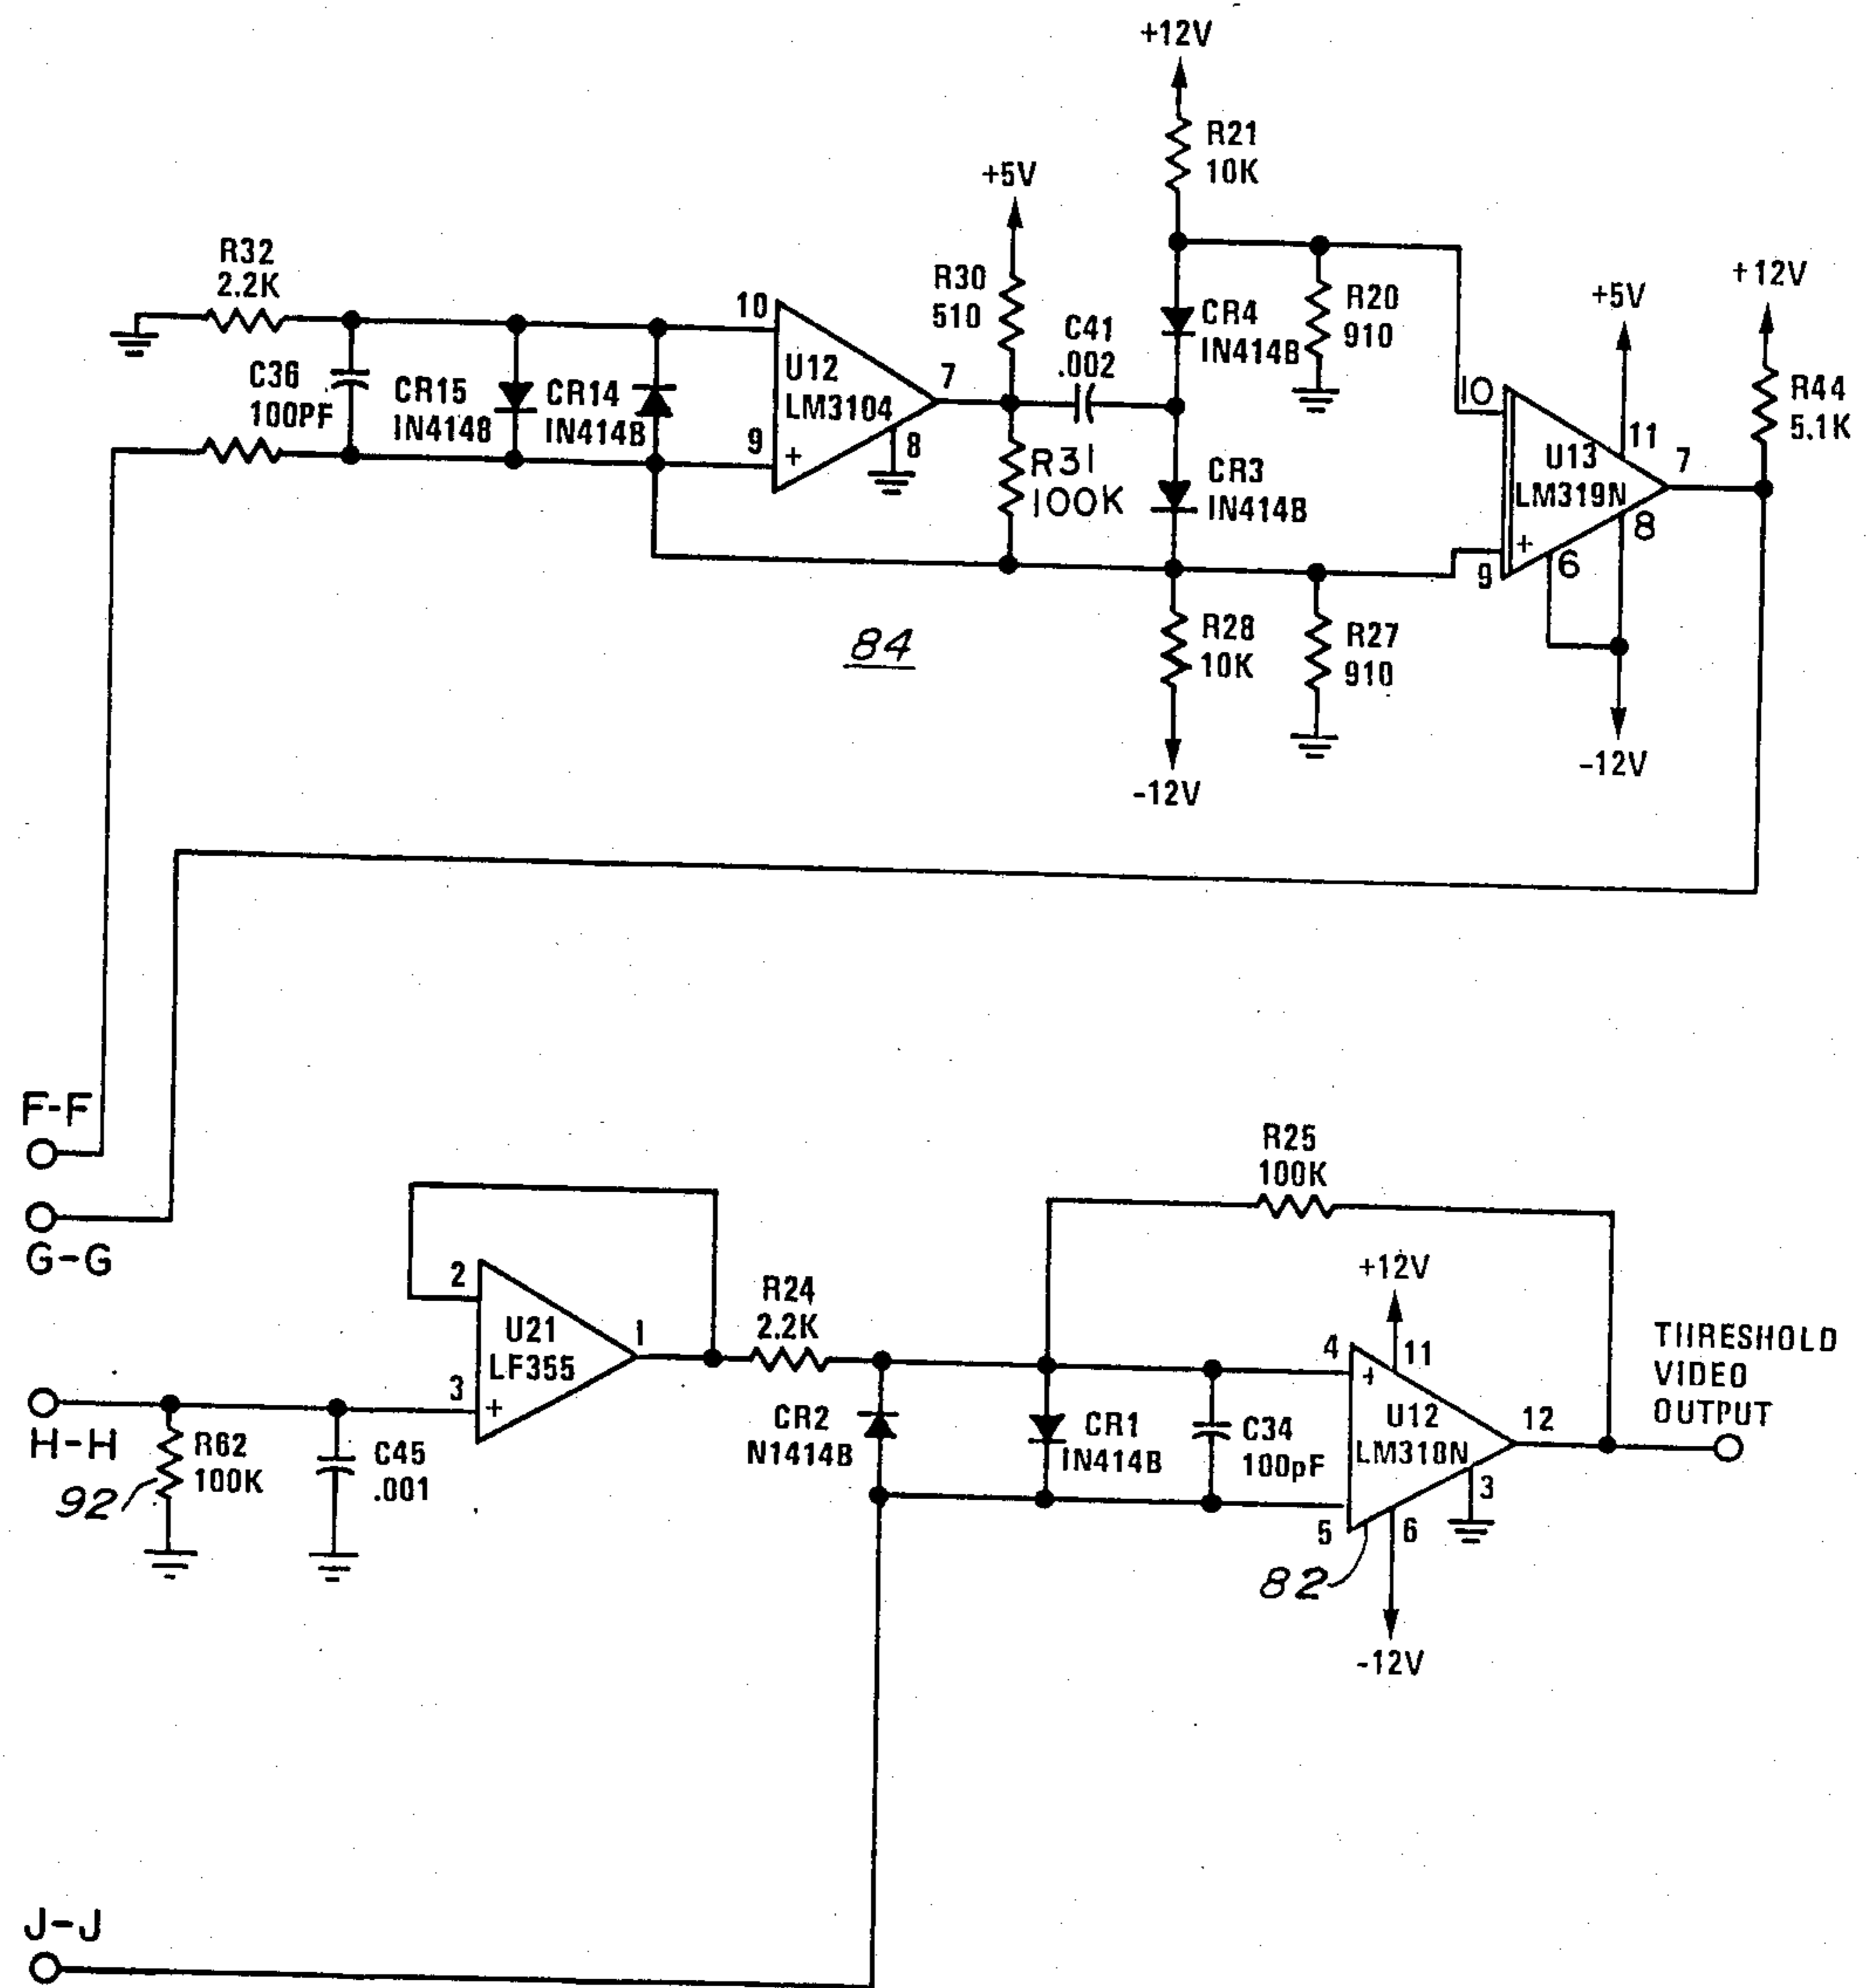 +12V
R21
10K
+5V
R32
2.2K
R30
510
C41
.002
CR4
IN414B
R20
910
+5V
+12V
10
U12
LM3104
7
C36
100PF
CR15
IN4148
CR14
IN414B
9
+
8
R31
100K
CR3
IN414B
10
11
U13
LM319N
7
R44
5.1K
+
9
6
8
84
R28
10K
R27
910
-12V
-12V
F-F
G-G
R25
100K
2
U21
LF355
1
R24
2.2K
+12V
4
+
11
THRESHOLD
VIDEO
OUTPUT
3
+
H-H
R62
100K
92
C45
.001
CR2
N1414B
CR1
IN414B
C34
100pF
U12
LM318N
12
3
5
6
82
-12V
J-J